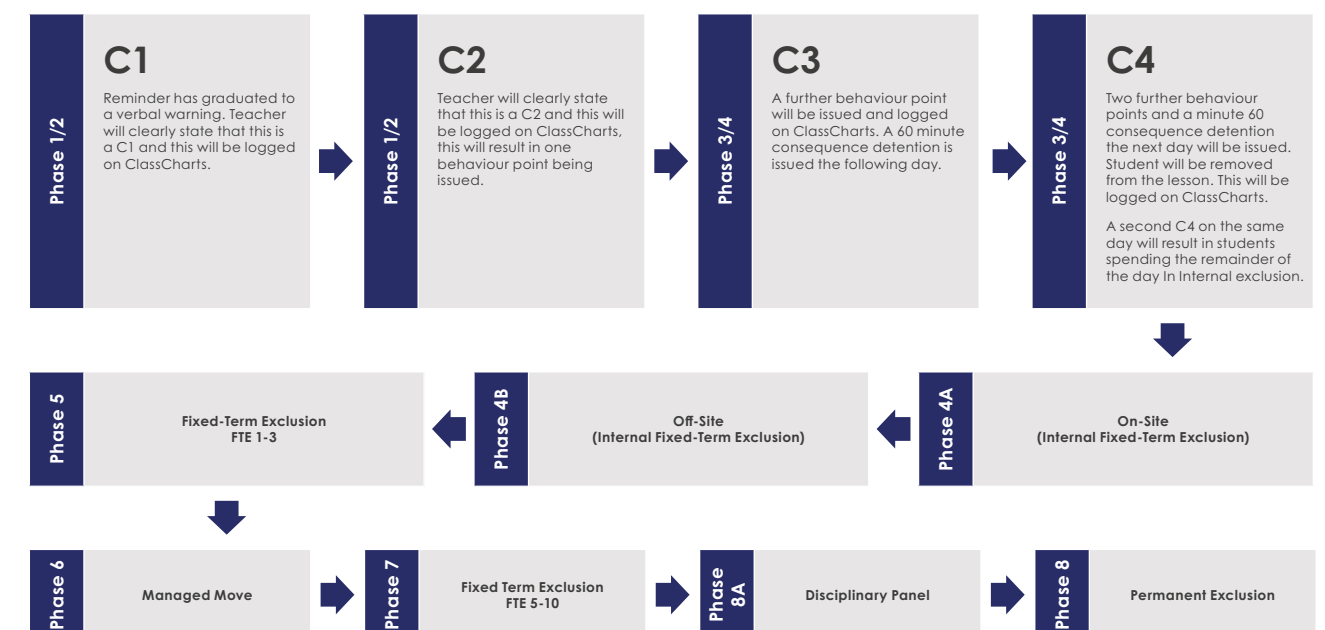 Phase 1/2
C1
Reminder has graduated to
a verbal warning. Teacher
will clearly state that this is
a C1 and this will be logged
on ClassCharts.
Phase 1/2
C2
Teacher will clearly state
that this is a C2 and this will
be logged on ClassCharts,
this will result in one
behaviour point being
issued.
Phase 3/4
C3
A further behaviour point
will be issued and logged
on ClassCharts. A 60 minute
consequence detention is
issued the following day.
Phase 3/4
C4
Two further behaviour
points and a minute 60
consequence detention
the next day will be issued.
Student will be removed
from the lesson. This will be
logged on ClassCharts.
A second C4 on the same
day will result in students
spending the remainder of
the day In Internal exclusion.
Phase 4A
On-Site
(Internal Fixed-Term Exclusion)
Phase 4B
Off-Site
(Internal Fixed-Term Exclusion)
Phase 5
Fixed-Term Exclusion
FTE 1-3
Phase 6
Managed Move
Phase 7
Fixed Term Exclusion
FTE 5-10
Phase
8A
Disciplinary Panel
Phase 8
Permanent Exclusion